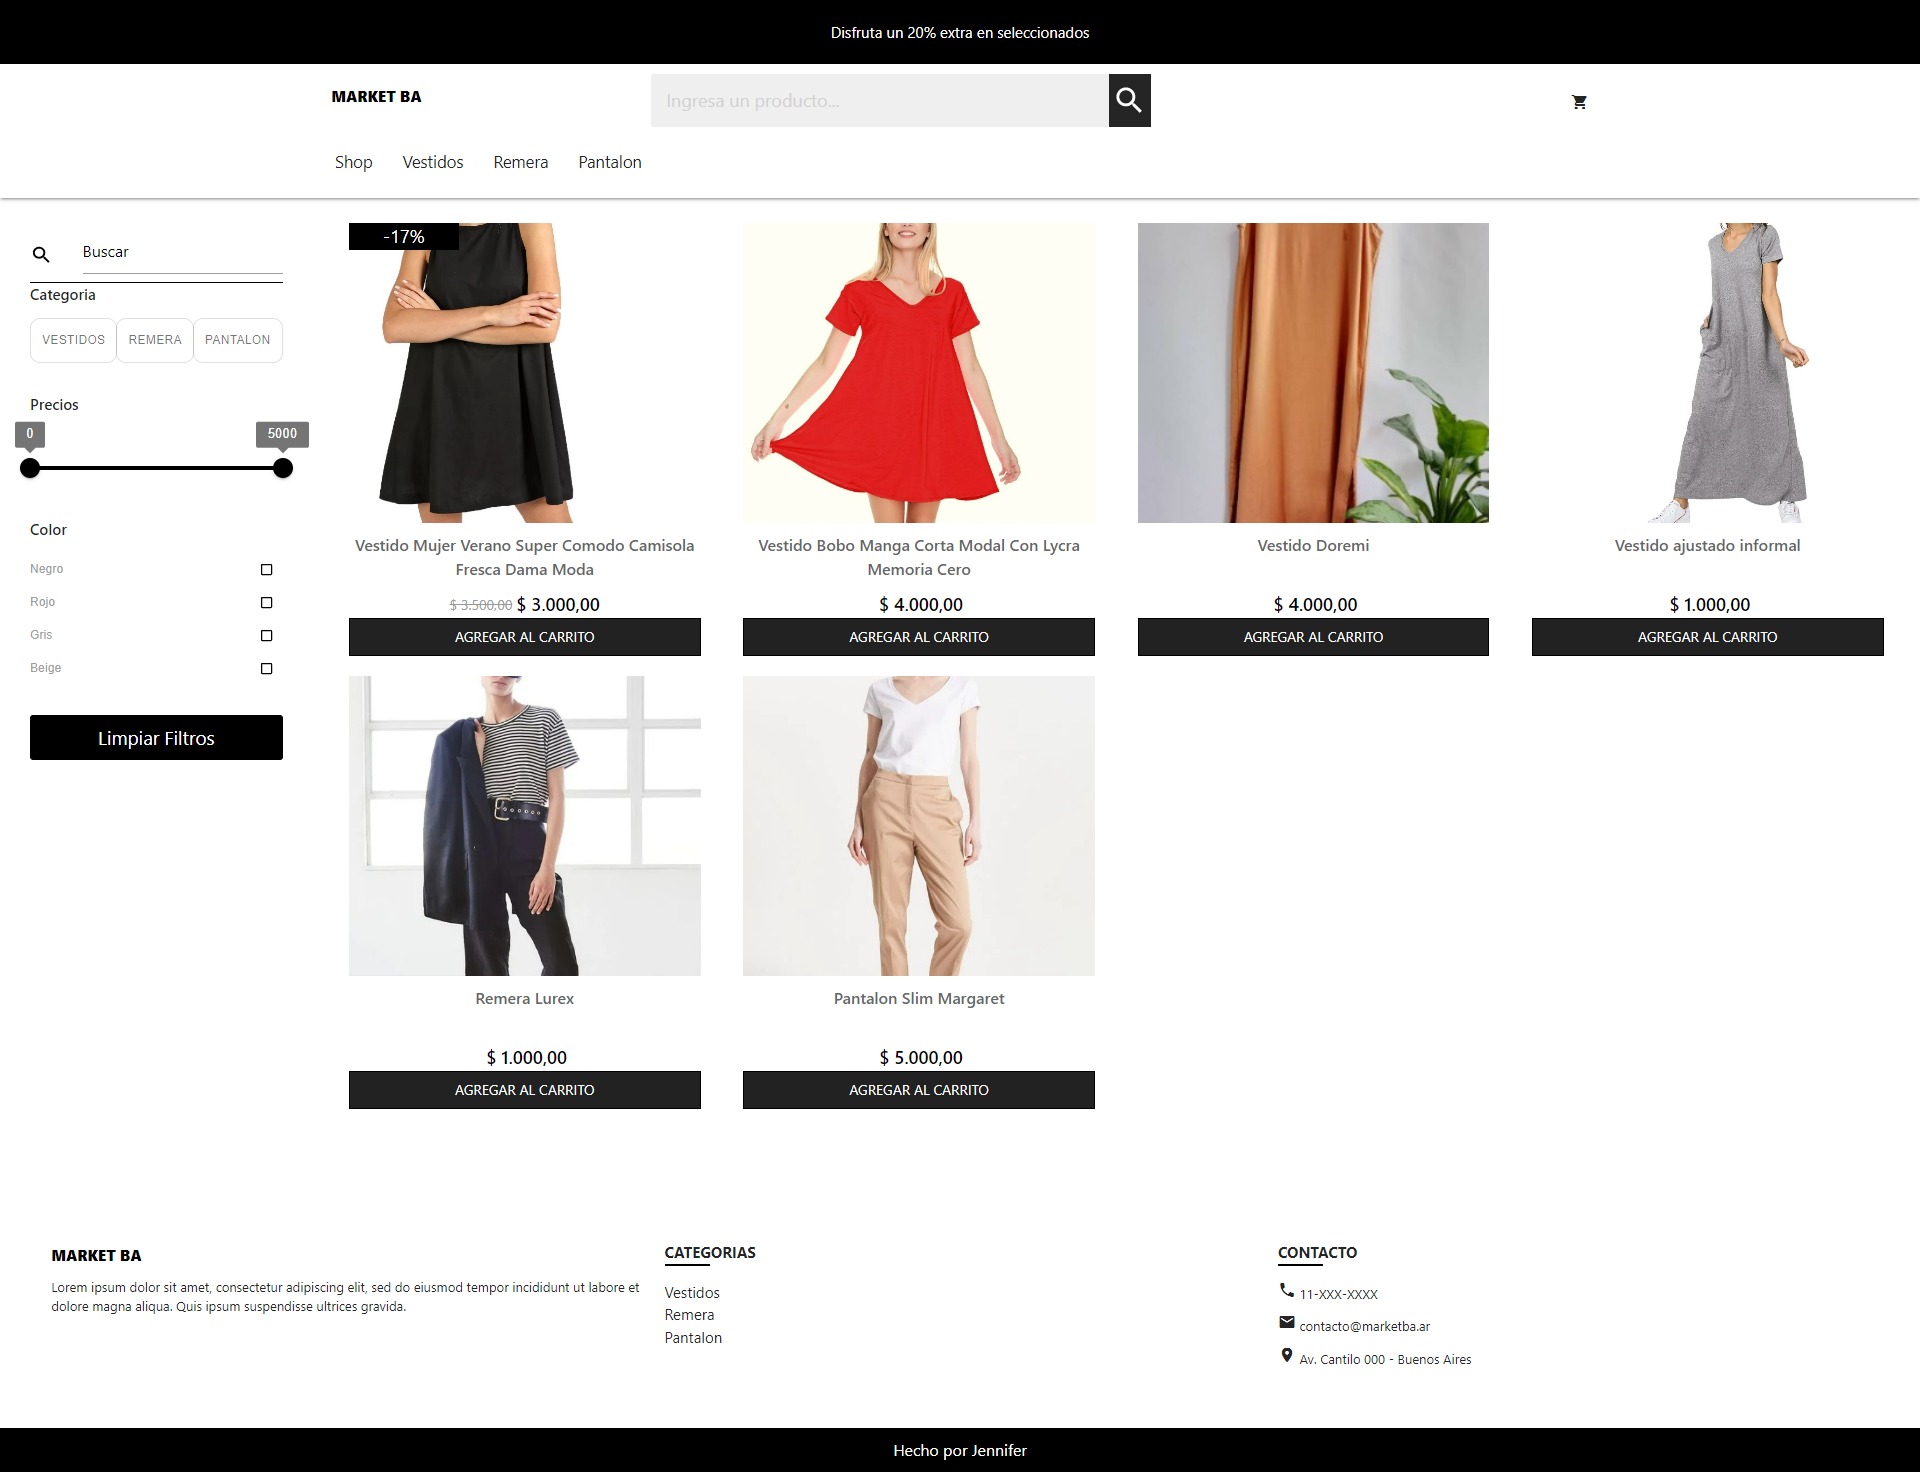 Disfruta un 20% extra en seleccionados
MARKET BA
Ingresa un producto...
Shop
Vestidos
Remera
Pantalon
Buscar
Categoria
VESTIDOS
REMERA
PANTALON
Precios
0
5000
Color
Negro
Rojo
Gris
Beige
Limpiar Filtros
-17%
Vestido Mujer Verano Super Comodo Camisola
Fresca Dama Moda
$ 3.500,00 $ 3.000,00
AGREGAR AL CARRITO
Vestido Bobo Manga Corta Modal Con Lycra
Memoria Cero
$ 4.000,00
AGREGAR AL CARRITO
Vestido Doremi
$ 4.000,00
AGREGAR AL CARRITO
Vestido ajustado informal
$ 1.000,00
AGREGAR AL CARRITO
Remera Lurex
$ 1.000,00
AGREGAR AL CARRITO
Pantalon Slim Margaret
$ 5.000,00
AGREGAR AL CARRITO
MARKET BA
Lorem ipsum dolor sit amet, consectetur adipiscing elit, sed do eiusmod tempor incididunt ut labore et
dolore magna aliqua. Quis ipsum suspendisse ultrices gravida.
CATEGORIAS
Vestidos
Remera
Pantalon
CONTACTO
11-XXX-XXXX
contacto@marketba.ar
Av. Cantilo 000 - Buenos Aires
Hecho por Jennifer